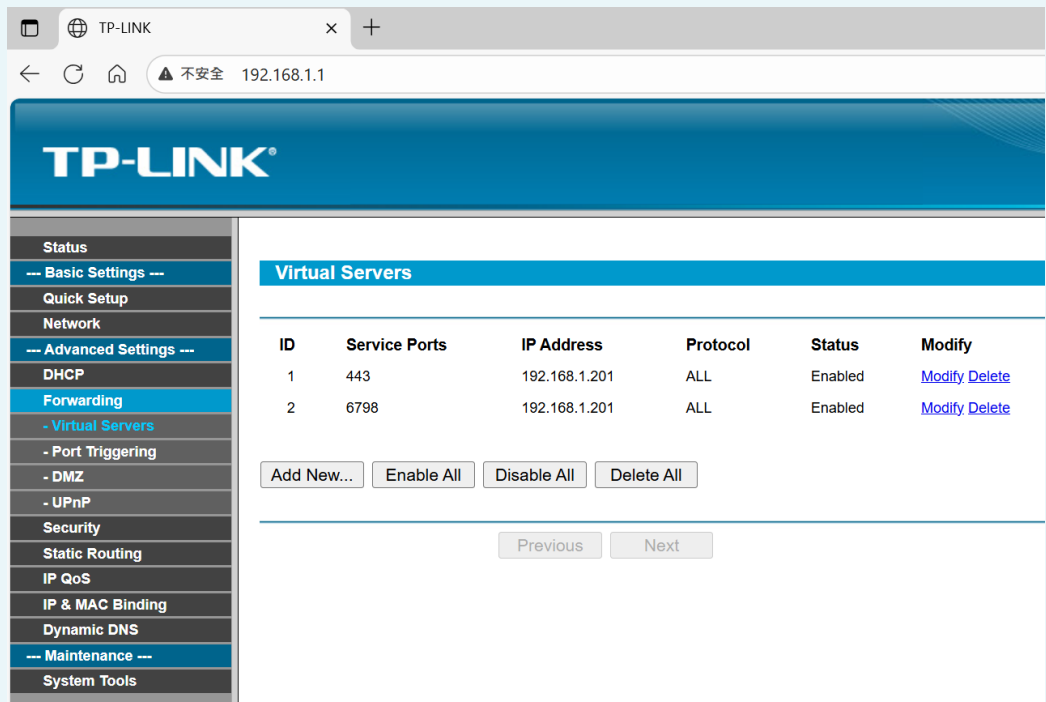 TP-LINK
不安全 192.168.1.1
TP-LINK®
Status
--- Basic Settings ---
Quick Setup
Network
--- Advanced Settings ---
DHCP
Forwarding
- Virtual Servers
- Port Triggering
- DMZ
- UPnP
Security
Static Routing
IP QoS
IP & MAC Binding
Dynamic DNS
--- Maintenance ---
System Tools
Virtual Servers
ID Service Ports IP Address Protocol Status Modify
1 443 192.168.1.201 ALL Enabled Modify Delete
2 6798 192.168.1.201 ALL Enabled Modify Delete
Add New... Enable All Disable All Delete All
Previous Next